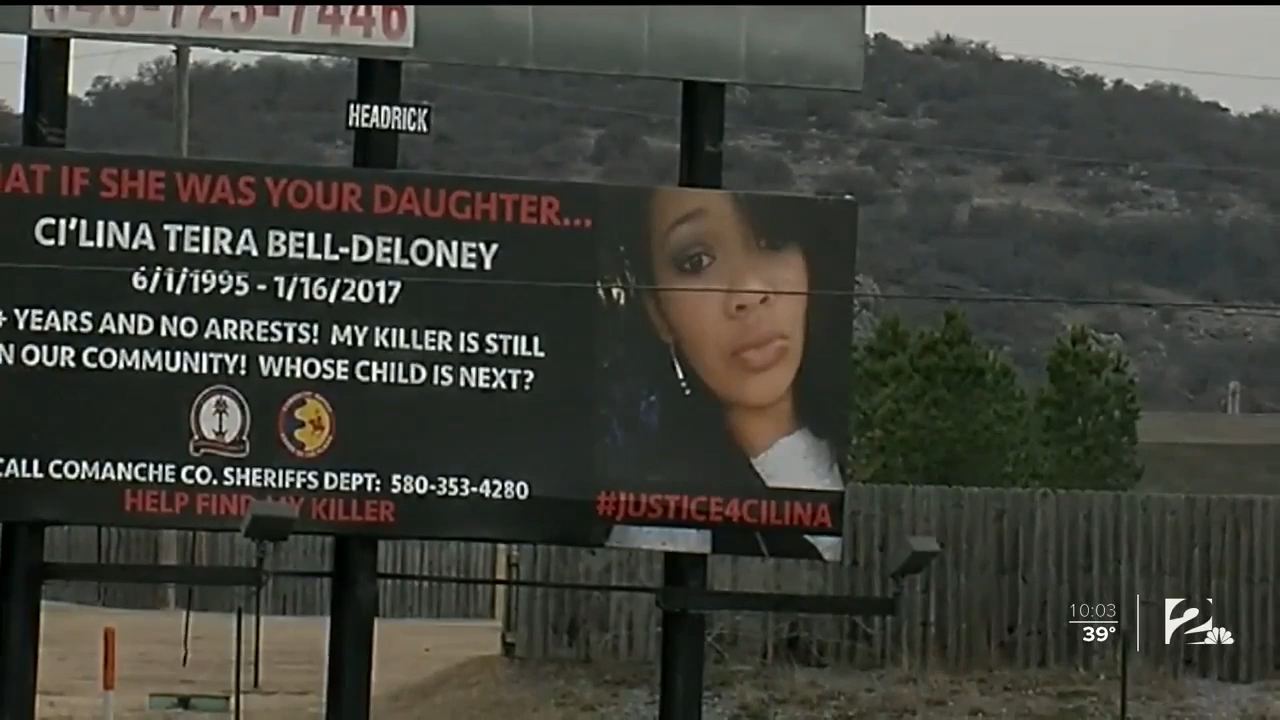 HEADRICK
IF SHE WAS YOUR DAUGHTER...
CI'LINA TEIRA BELL-DELONEY
6/1/1995 - 1/16/2017
+ YEARS AND NO ARRESTS! MY KILLER IS STILL
N OUR COMMUNITY! WHOSE CHILD IS NEXT?
CALL COMANCHE CO. SHERIFFS DEPT: 580-353-4280
HELP FIND MY KILLER
#JUSTICE4CILINA
10:03
39°
2